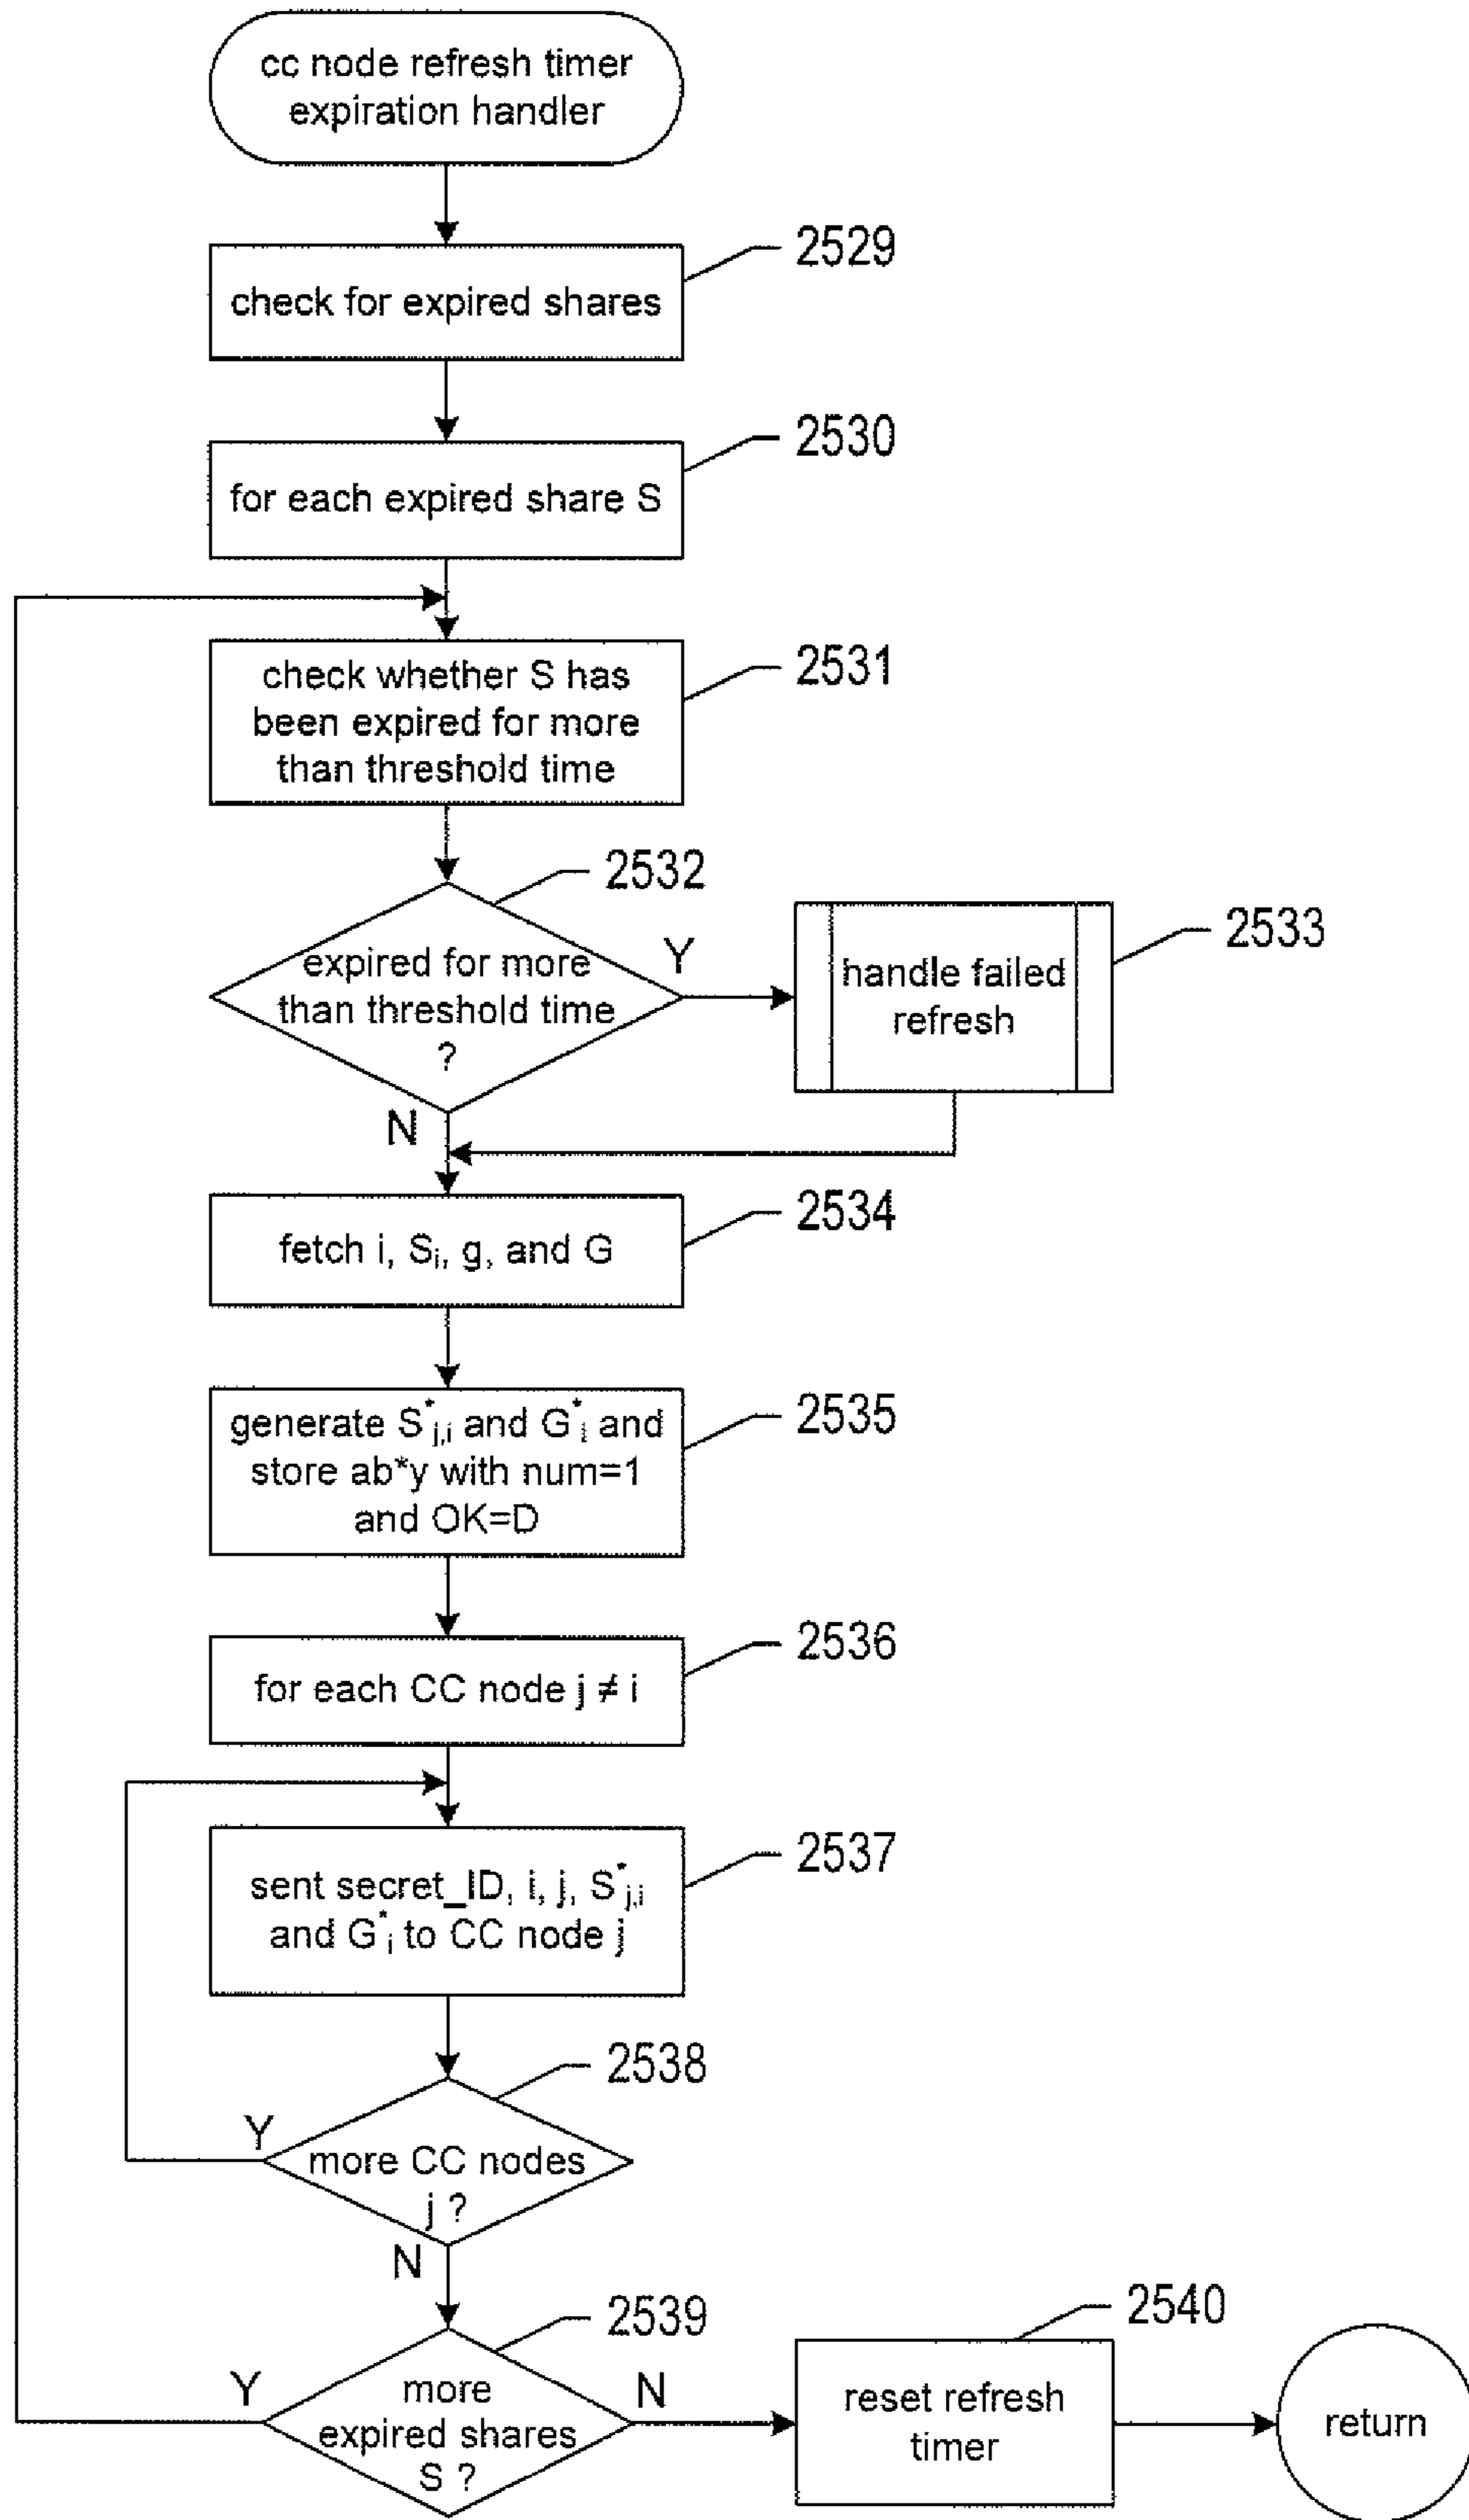 cc node refresh timer
expiration handler
2529
check for expired shares
2530
for each expired share S
2531
check whether S has
been expired for more
than threshold time
2532
expired for more
than threshold time
?
Y
N
2533
handle failed
refresh
2534
fetch i, Sᵢ, g, and G
2535
generate S*j,i and G*i and
store ab*y with num=1
and OK=D
2536
for each CC node j ≠ i
2537
sent secret_ID, i, j, S*j,i
and G*i to CC node j
2538
Y
more CC nodes
j ?
N
2539
Y
more
expired shares
S ?
N
2540
reset refresh
timer
return